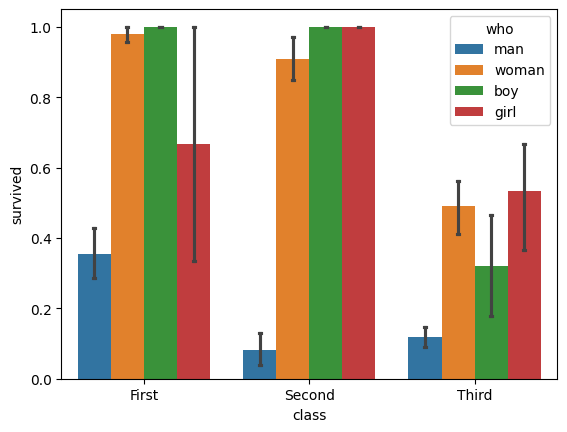 who
man
woman
boy
girl
1.0
0.8
0.6
0.4
0.2
0.0
survived
First Second Third
class